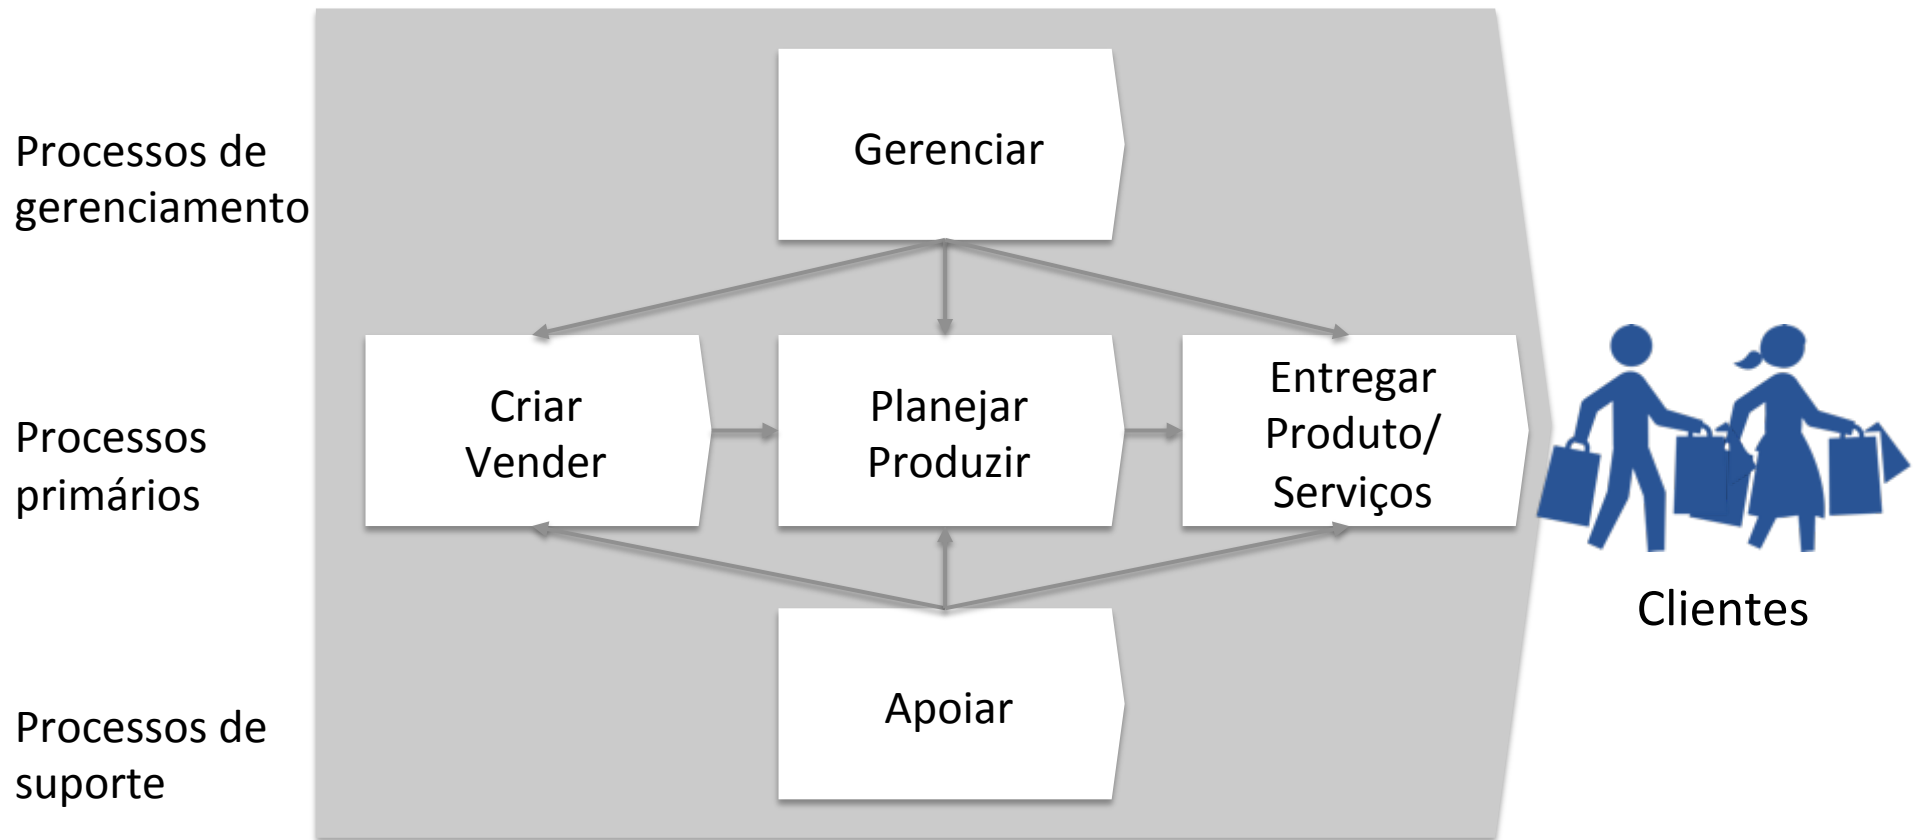 Processos de
gerenciamento
Gerenciar
Processos
primários
Criar
Vender
Planejar
Produzir
Entregar
Produto/
Serviços
Clientes
Processos de
suporte
Apoiar